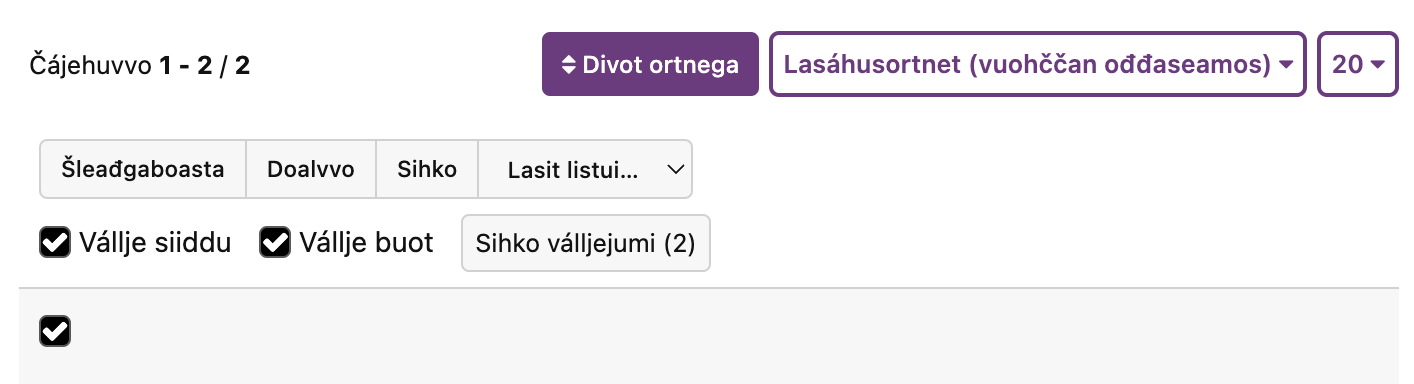 Čájehuvvo 1 - 2 / 2
Divot ortnega
Lasáhusortnet (vuohččan ođđaseamos)
20
Šleađgaboasta
Doalvvo
Sihko
Lasit listui...
Vállje siiddu
Vállje buot
Sihko válljejumi (2)